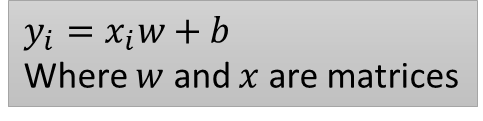 yᵢ = xᵢw + b
Where w and x are matrices